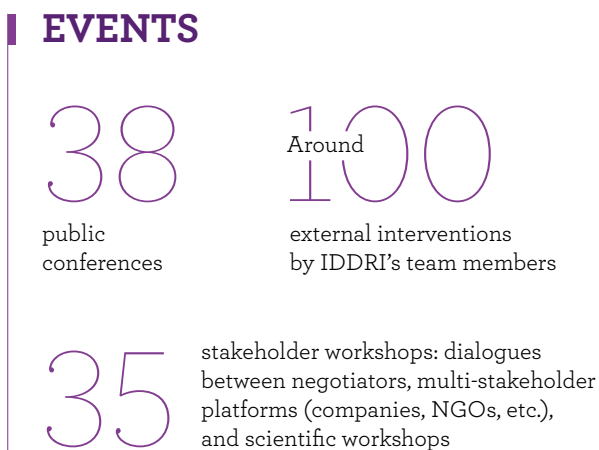 EVENTS
38
public
conferences
Around
100
external interventions
by IDDRI’s team members
35
stakeholder workshops: dialogues
between negotiators, multi-stakeholder
platforms (companies, NGOs, etc.),
and scientific workshops